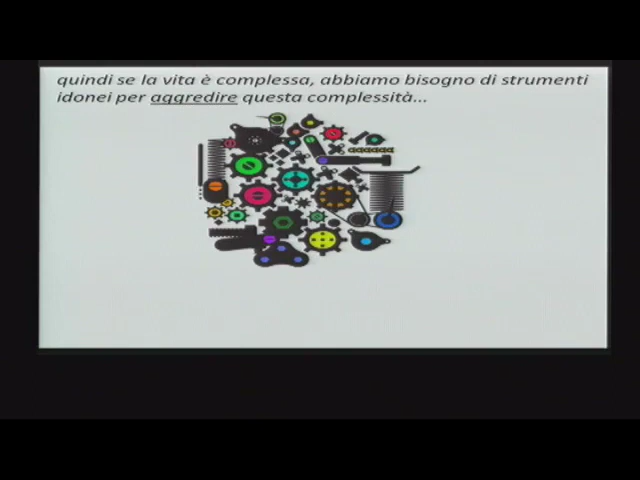 quindi se la vita è complessa, abbiamo bisogno di strumenti
idonei per aggredire questa complessità...